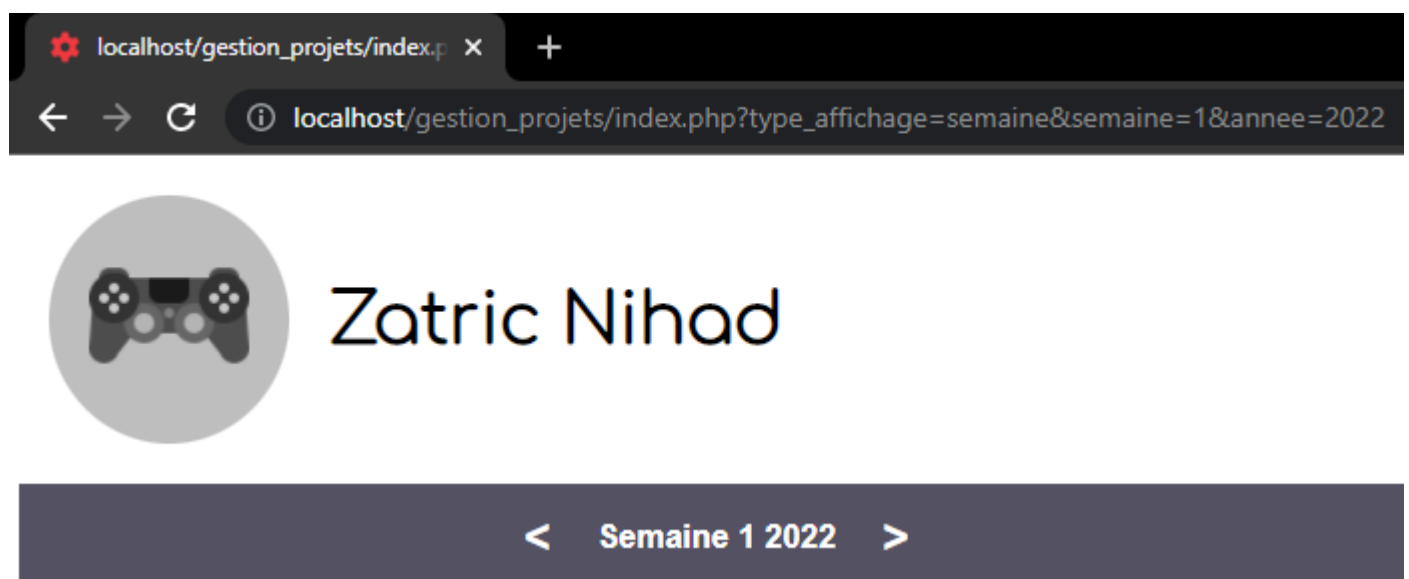 localhost/gestion_projets/index.p
localhost/gestion_projets/index.php?type_affichage=semaine&semaine=1&annee=2022
Zatric Nihad
< Semaine 1 2022 >